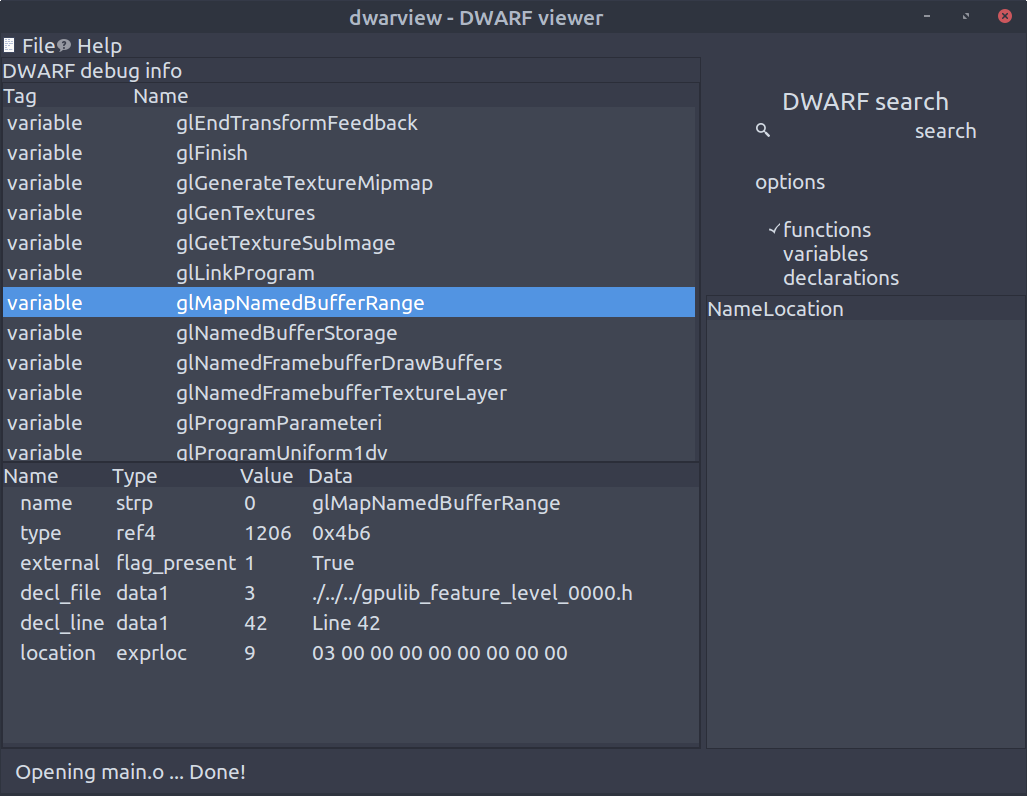 dwarview - DWARF viewer
File Help
DWARF debug info
Tag Name
variable glEndTransformFeedback
variable glFinish
variable glGenerateTextureMipmap
variable glGenTextures
variable glGetTextureSubImage
variable glLinkProgram
variable glMapNamedBufferRange
variable glNamedBufferStorage
variable glNamedFramebufferDrawBuffers
variable glNamedFramebufferTextureLayer
variable glProgramParameteri
variable glProgramUniform1dv
Name Type Value Data
name strp 0 glMapNamedBufferRange
type ref4 1206 0x4b6
external flag_present 1 True
decl_file data1 3 ./../../gpulib_feature_level_0000.h
decl_line data1 42 Line 42
location exprloc 9 03 00 00 00 00 00 00 00 00
DWARF search
search
options
functions
variables
declarations
Name Location
Opening main.o ... Done!